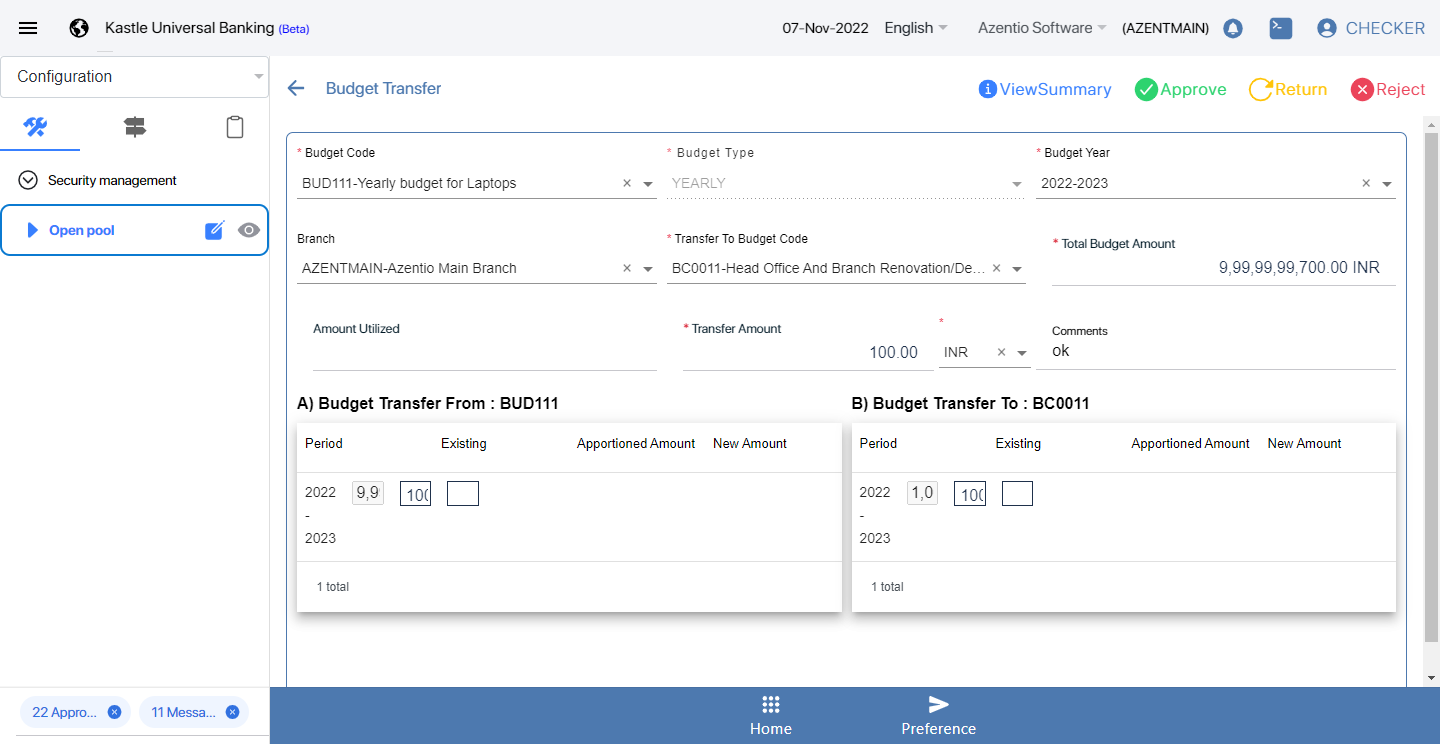 Kastle Universal Banking (Beta)
07-Nov-2022 English Azentio Software (AZENTMAIN) CHECKER
Configuration
Security management
Open pool
Budget Transfer
ViewSummary Approve Return Reject
* Budget Code * Budget Type * Budget Year
BUD111-Yearly budget for Laptops × YEARLY 2022-2023 ×
Branch * Transfer To Budget Code * Total Budget Amount
AZENTMAIN-Azentio Main Branch × BC0011-Head Office And Branch Renovation/De... × 9,99,99,99,700.00 INR
Amount Utilized * Transfer Amount * Comments
100.00 INR × ok
A) Budget Transfer From : BUD111
Period Existing Apportioned Amount New Amount
2022 9,9 100
-
2023
1 total
B) Budget Transfer To : BC0011
Period Existing Apportioned Amount New Amount
2022 1,0 100
-
2023
1 total
22 Appro... 11 Messa...
Home Preference